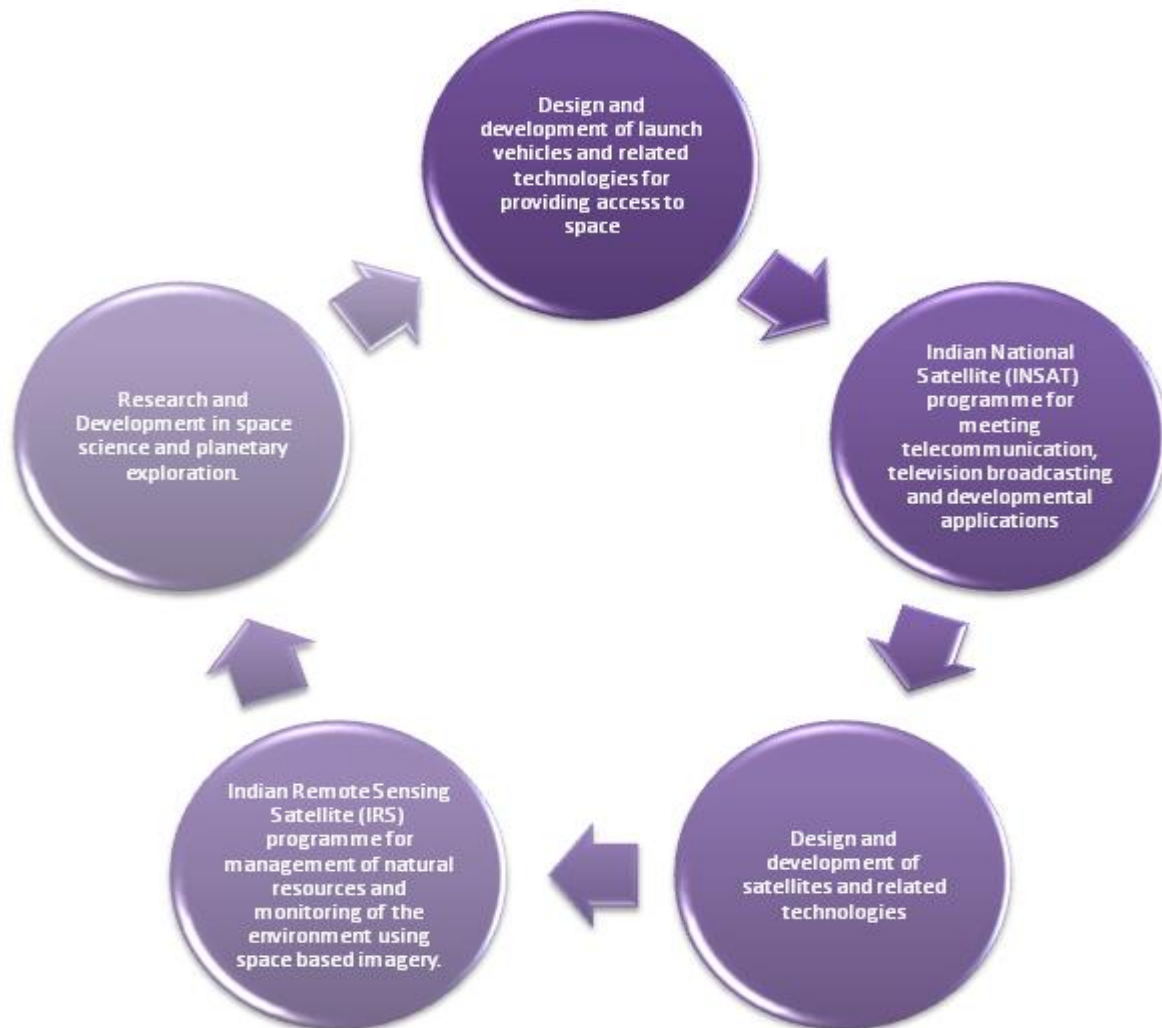 Design and
development of launch
vehicles and related
technologies for
providing access to
space
Indian National
Satellite (INSAT)
programme for
meeting
telecommunication,
television broadcasting
and developmental
applications
Design and
development of
satellites and related
technologies
Indian Remote Sensing
Satellite (IRS)
programme for
management of natural
resources and
monitoring of the
environment using
space based imagery.
Research and
Development in space
science and planetary
exploration.